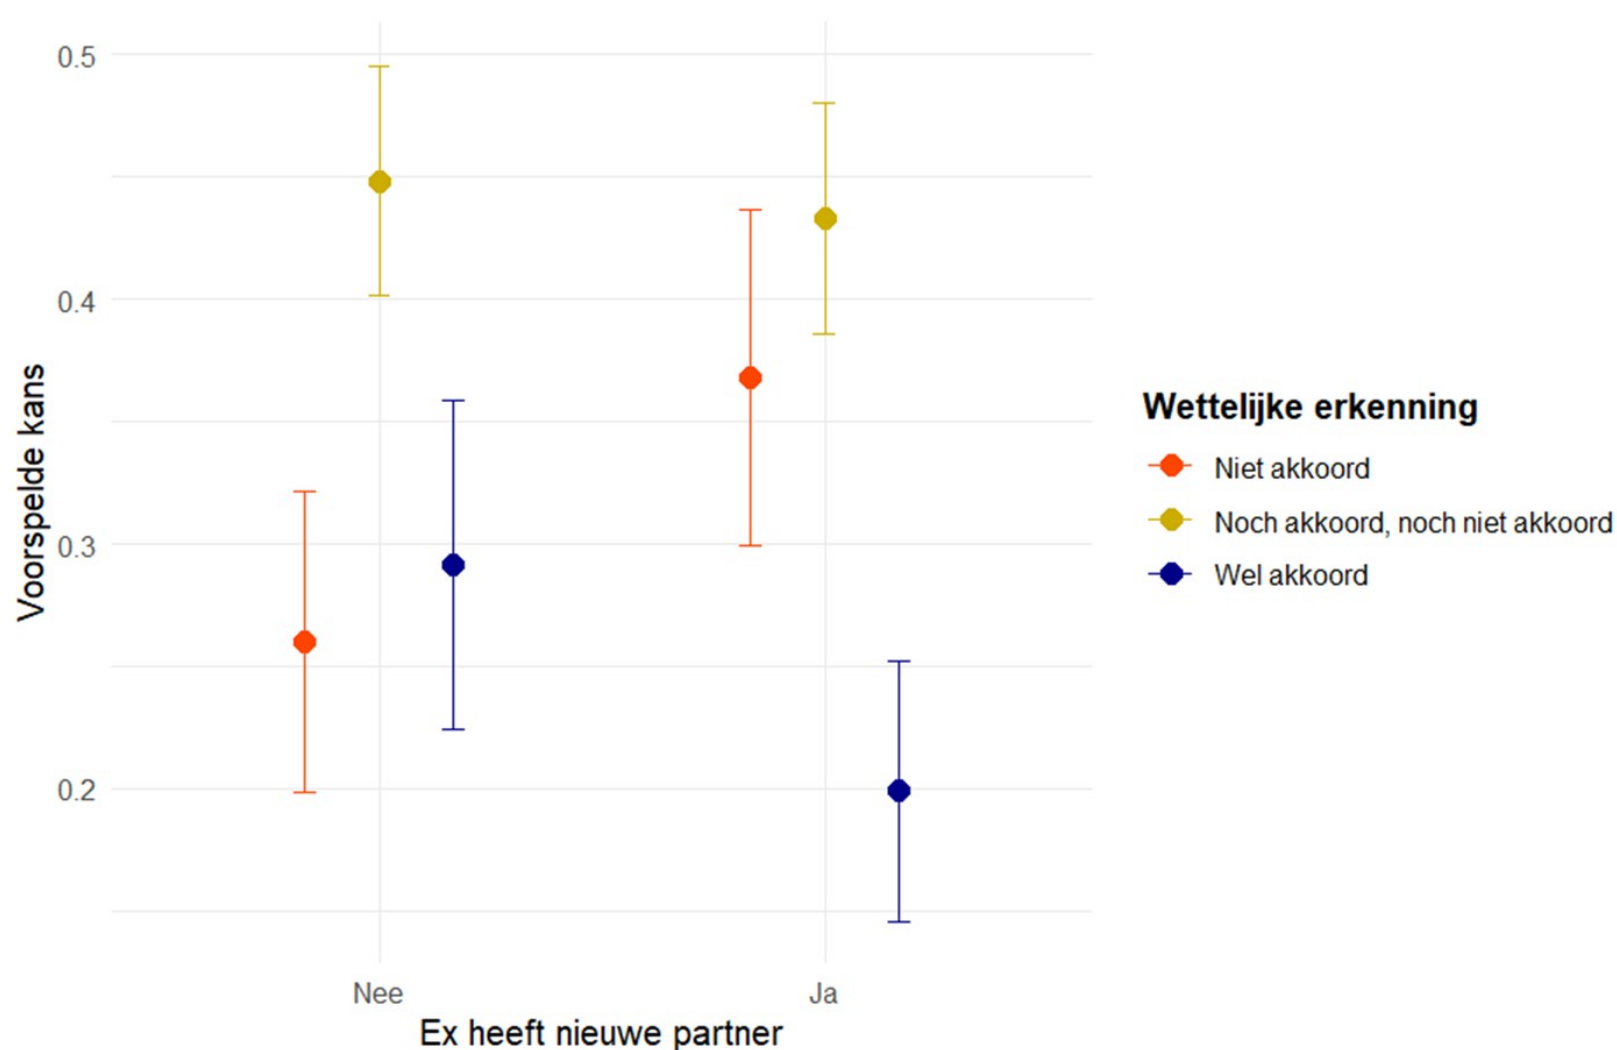 0.5
0.4
0.3
0.2
Voorspelde kans
Nee
Ja
Ex heeft nieuwe partner
Wettelijke erkenning
Niet akkoord
Noch akkoord, noch niet akkoord
Wel akkoord